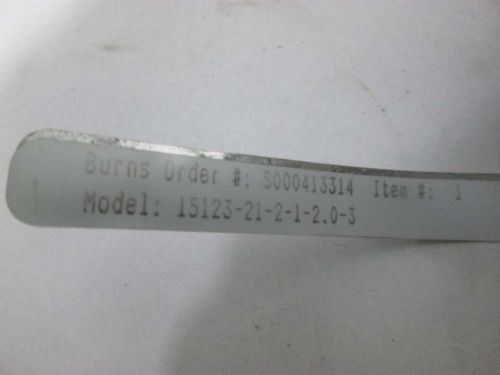 Burns Order #: S000413314 Item #: 1
Model: 15123-21-2-1-2.0-3